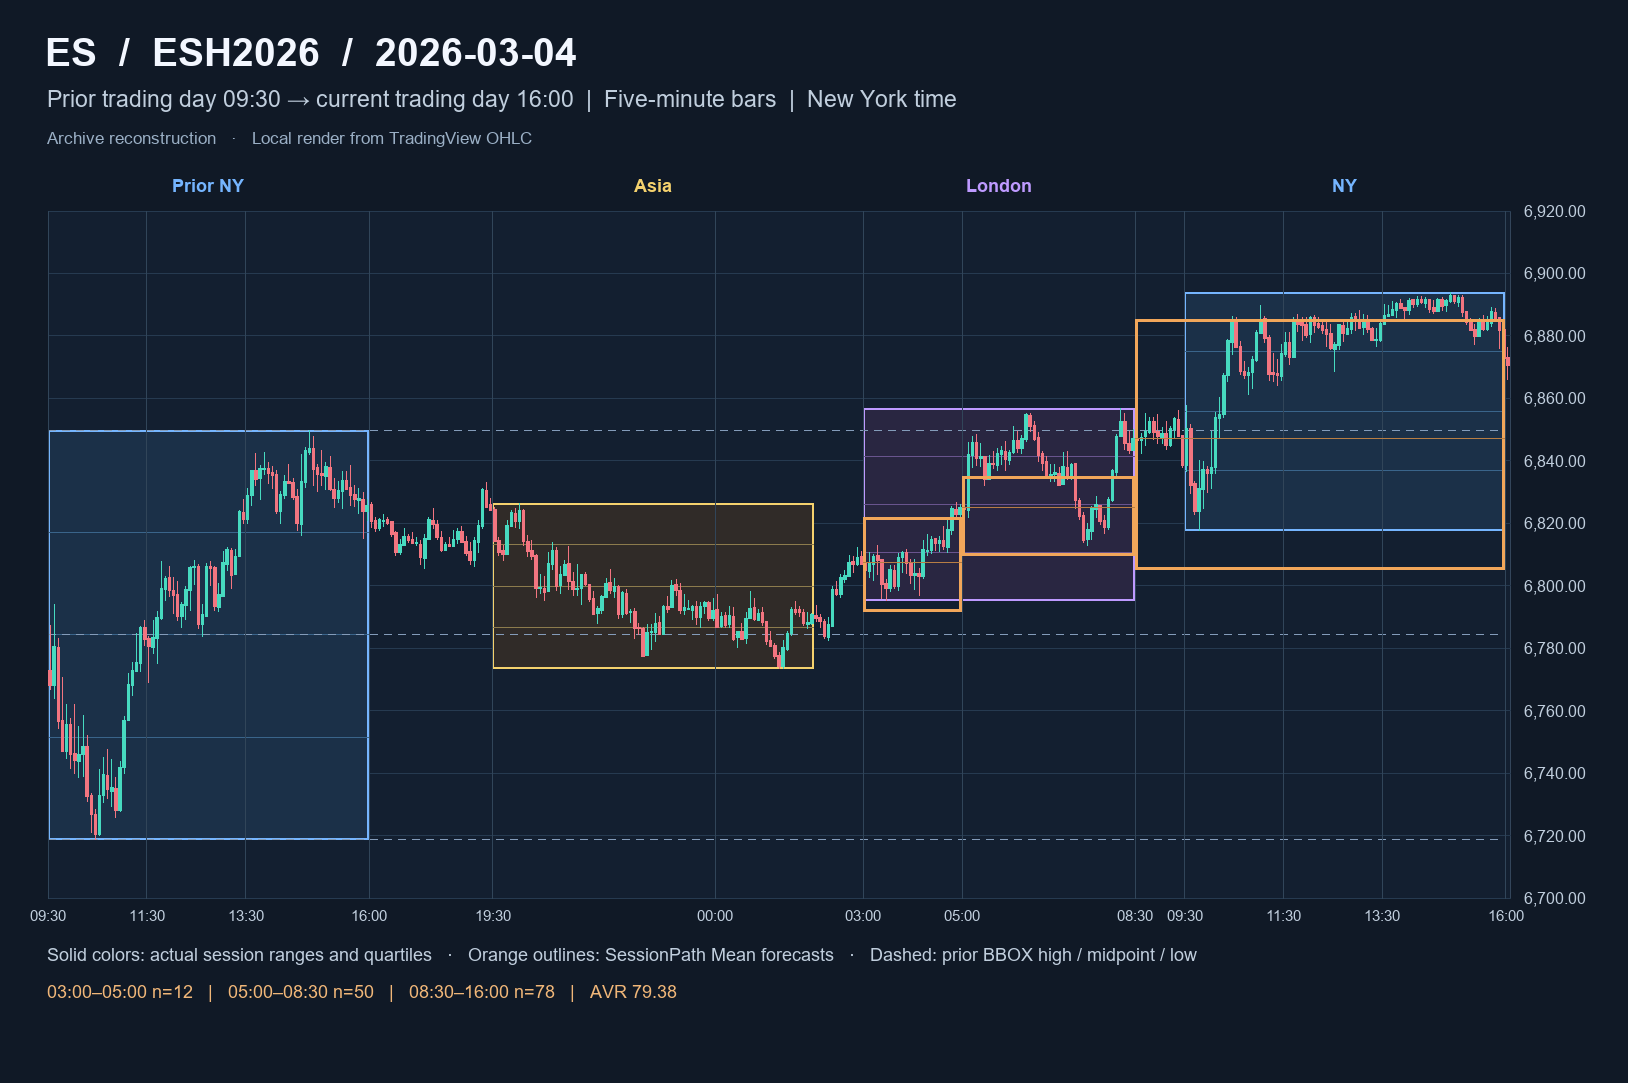 ES / ESH2026 / 2026-03-04
Prior trading day 09:30 → current trading day 16:00 | Five-minute bars | New York time
Archive reconstruction · Local render from TradingView OHLC
Prior NY Asia London NY
6,920.00
6,900.00
6,880.00
6,860.00
6,840.00
6,820.00
6,800.00
6,780.00
6,760.00
6,740.00
6,720.00
6,700.00
09:30 11:30 13:30 16:00 19:30 00:00 03:00 05:00 08:30 09:30 11:30 13:30 16:00
Solid colors: actual session ranges and quartiles · Orange outlines: SessionPath Mean forecasts · Dashed: prior BBOX high / midpoint / low
03:00–05:00 n=12 | 05:00–08:30 n=50 | 08:30–16:00 n=78 | AVR 79.38